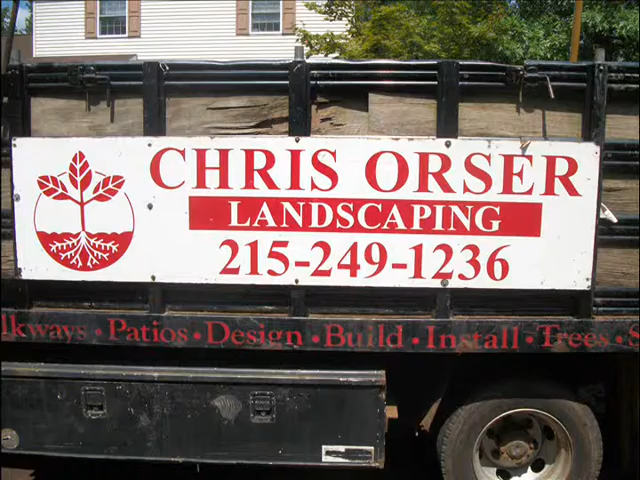 CHRIS ORSER
LANDSCAPING
215-249-1236
lkways • Patios • Design • Build • Install • Trees • S